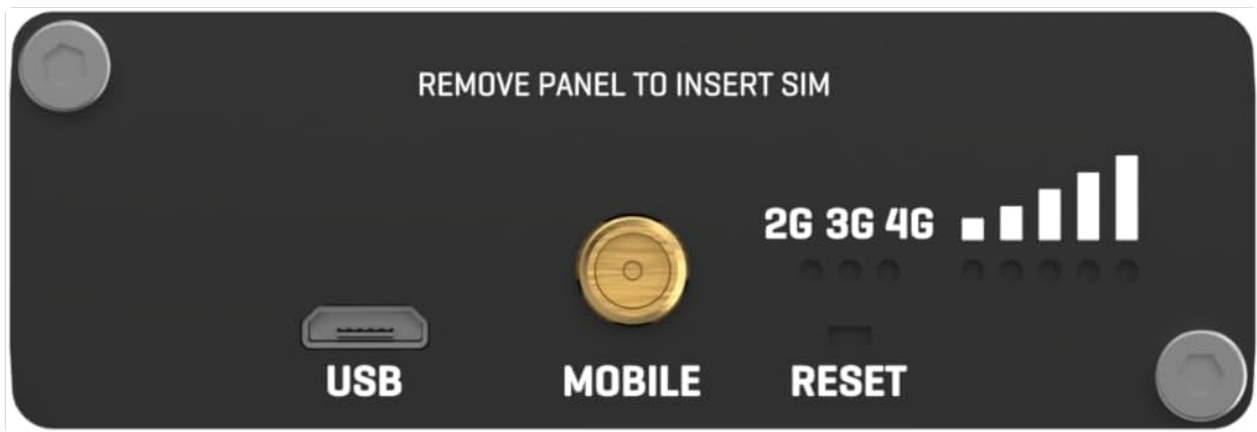 REMOVE PANEL TO INSERT SIM
2G 3G 4G
USB
MOBILE
RESET